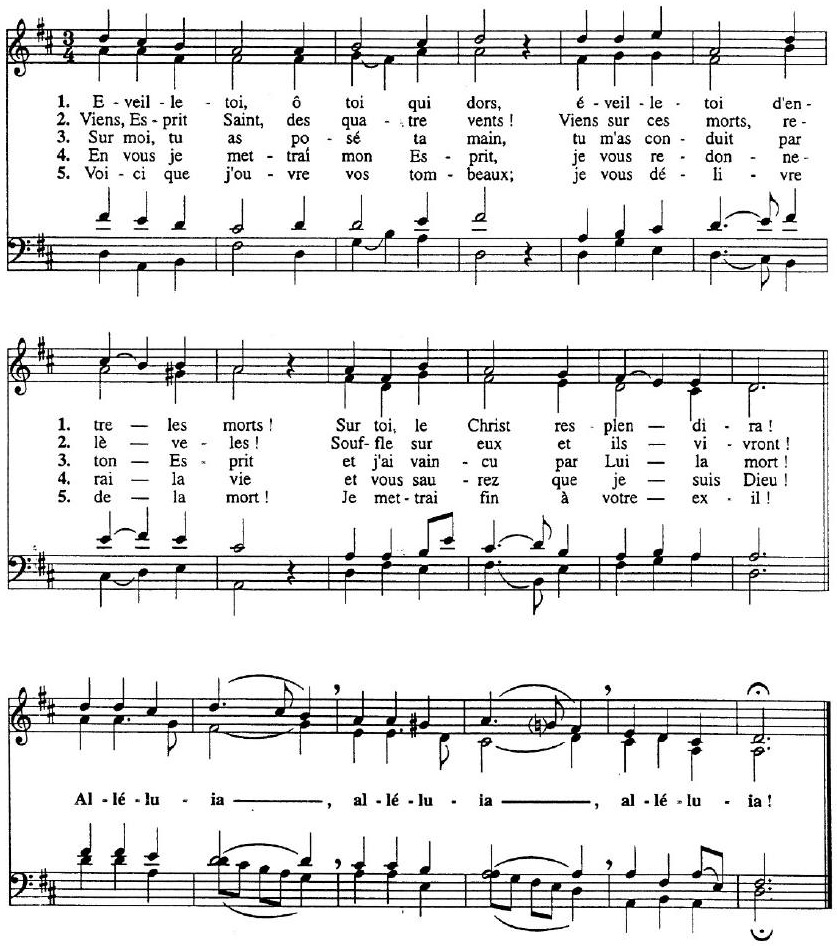 1. E - veil - le - toi, ô toi qui dors, é - veil - le - toi d'en-
2. Viens, Es - prit Saint, des qua - tre vents ! Viens sur ces morts, re -
3. Sur moi, tu as po - sé ta main, tu m'as con - duit par
4. En vous je met - traí mon Es - prit, je vous re - don - ne -
5. Voi - ci que j'ou - vre vos tom - beaux; je vous dé - li - vre
1. tre — les morts ! Sur toi, le Christ res - plen — di - ra !
2. lè — ve - les ! Souf - fle sur eux et ils — vi - vront !
3. ton — Es - prit et j'ai vain - cu par Lui — la mort !
4. rai — la vie et vous sau - rez que je — suis Dieu !
5. de — la mort ! Je met - trai fin à votre — ex - il !
Al - lé - lu - ia ———, al - lé - lu - ia ———, al - lé - lu - ia !